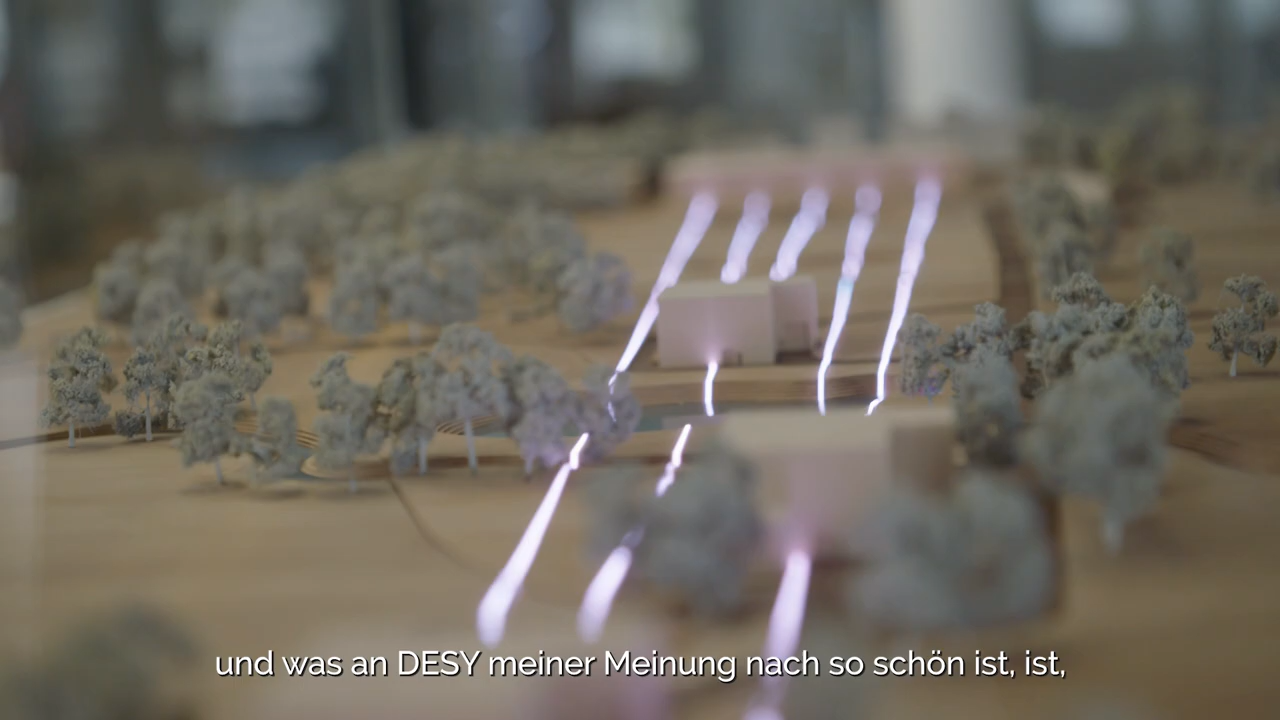 und was an DESY meiner Meinung nach so schön ist, ist,